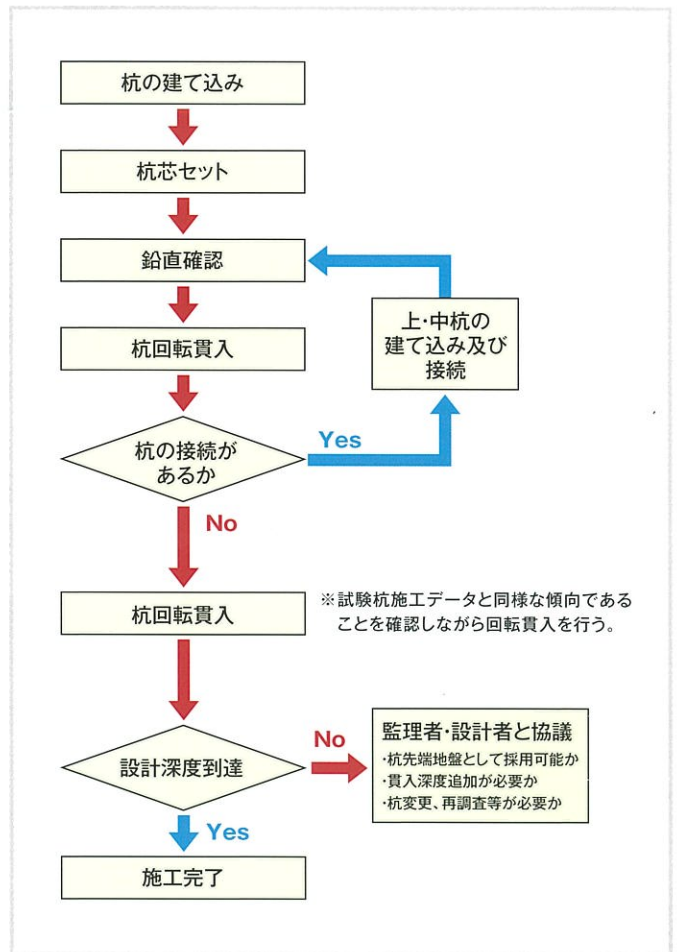 杭の建て込み
杭芯セット
鉛直確認
上・中杭の
建て込み及び
接続
杭回転貫入
杭の接続が
あるか
Yes
No
杭回転貫入
※試験杭施工データと同様な傾向である
ことを確認しながら回転貫入を行う。
設計深度到達
No
監理者・設計者と協議
・杭先端地盤として採用可能か
・貫入深度追加が必要か
・杭変更、再調査等が必要か
Yes
施工完了